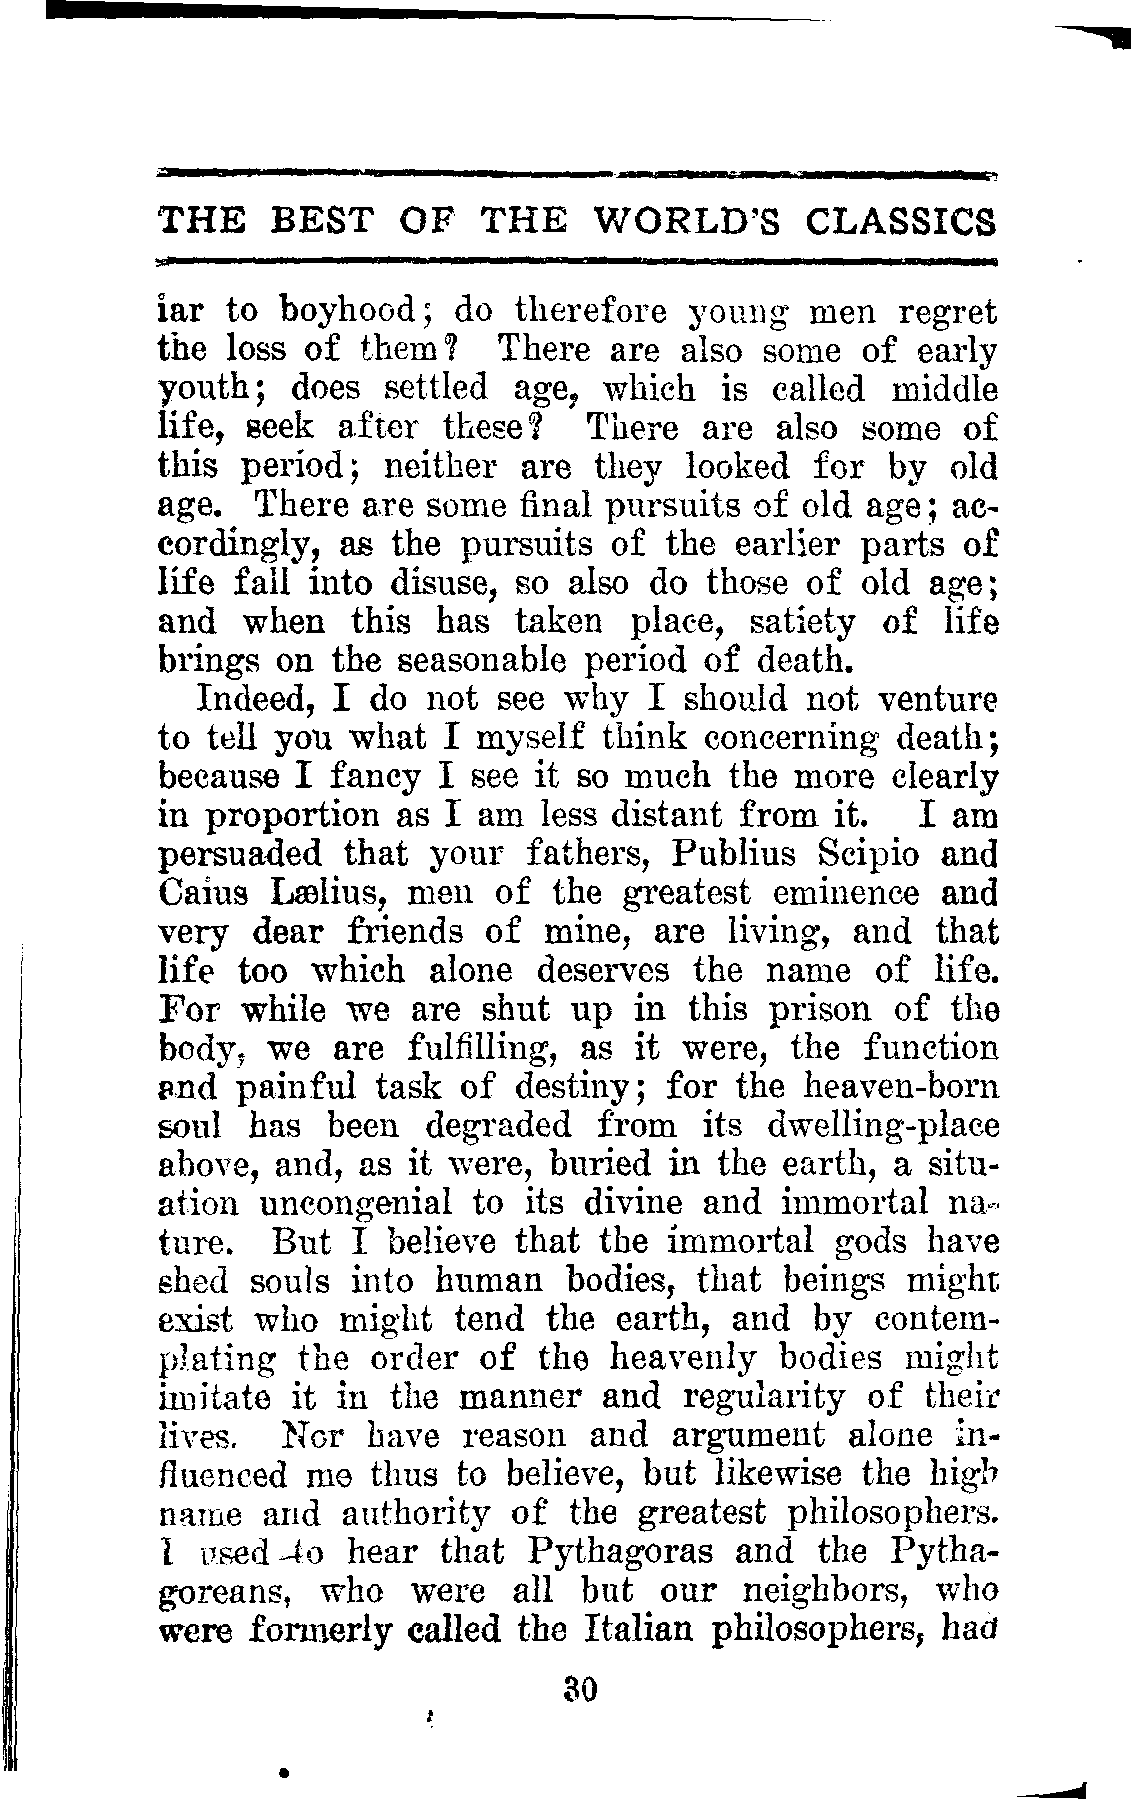 THE BEST OF THE WORLD'S CLASSICS
iar to boyhood; do therefore young men regret
the loss of them? There are also some of early
youth; does settled age, which is called middle
life, seek after these? There are also some of
this period; neither are they looked for by old
age. There are some final pursuits of old age; ac-
cordingly, as the pursuits of the earlier parts of
life fall into disuse, so also do those of old age;
and when this has taken place, satiety of life
brings on the seasonable period of death.
Indeed, I do not see why I should not venture
to tell you what I myself think concerning death;
because I fancy I see it so much the more clearly
in proportion as I am less distant from it. I am
persuaded that your fathers, Publius Scipio and
Caius Lælius, men of the greatest eminence and
very dear friends of mine, are living, and that
life too which alone deserves the name of life.
For while we are shut up in this prison of the
body, we are fulfilling, as it were, the function
and painful task of destiny; for the heaven-born
soul has been degraded from its dwelling-place
above, and, as it were, buried in the earth, a situ-
ation uncongenial to its divine and immortal na-
ture. But I believe that the immortal gods have
shed souls into human bodies, that beings might
exist who might tend the earth, and by contem-
plating the order of the heavenly bodies might
imitate it in the manner and regularity of their
lives. Nor have reason and argument alone in-
fluenced me thus to believe, but likewise the high
name and authority of the greatest philosophers.
I used to hear that Pythagoras and the Pytha-
goreans, who were all but our neighbors, who
were formerly called the Italian philosophers, had
30